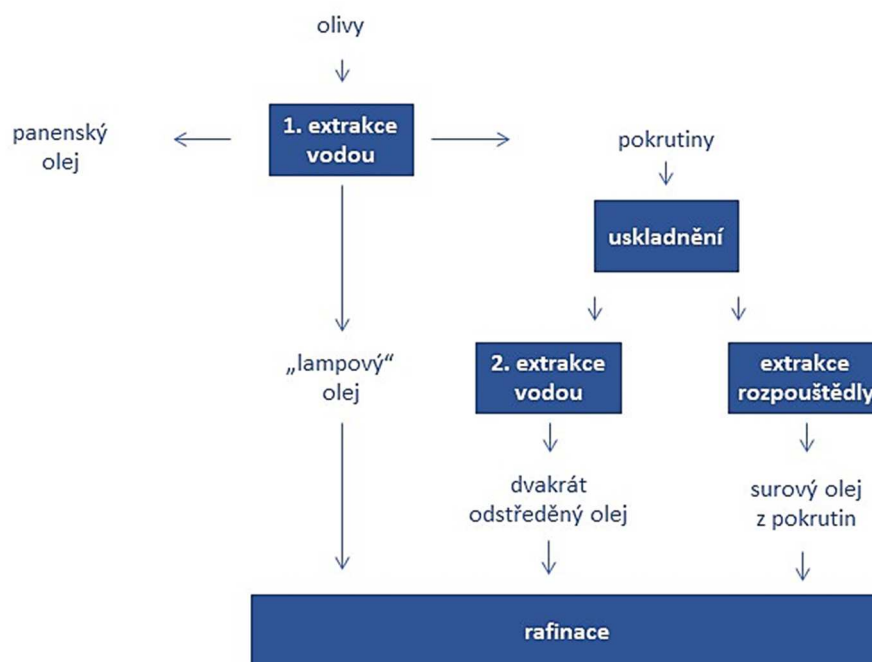 olivy
panenský
olej
1. extrakce
vodou
pokrutiny
uskladnění
„lampový“
olej
2. extrakce
vodou
extrakce
rozpouštědly
dvakrát
odstředěný olej
surový olej
z pokrutin
rafinace